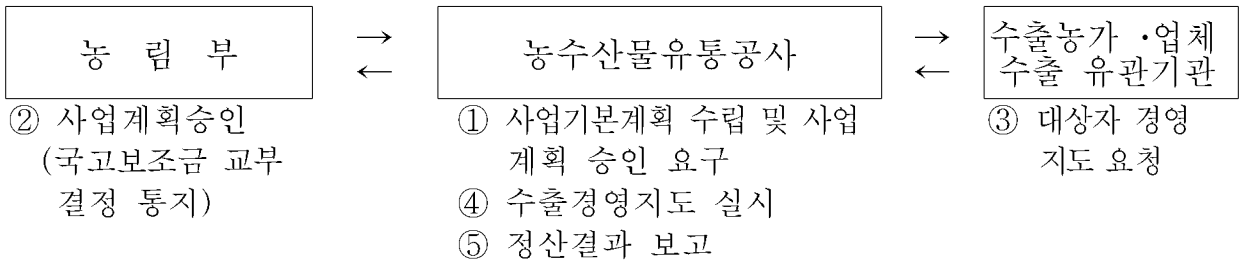 농 림 부 → ← 농수산물유통공사 → ← 수출농가 ·업체
수출 유관기관
② 사업계획승인
(국고보조금 교부
결정 통지)
① 사업기본계획 수립 및 사업
계획 승인 요구
④ 수출경영지도 실시
⑤ 정산결과 보고
③ 대상자 경영
지도 요청